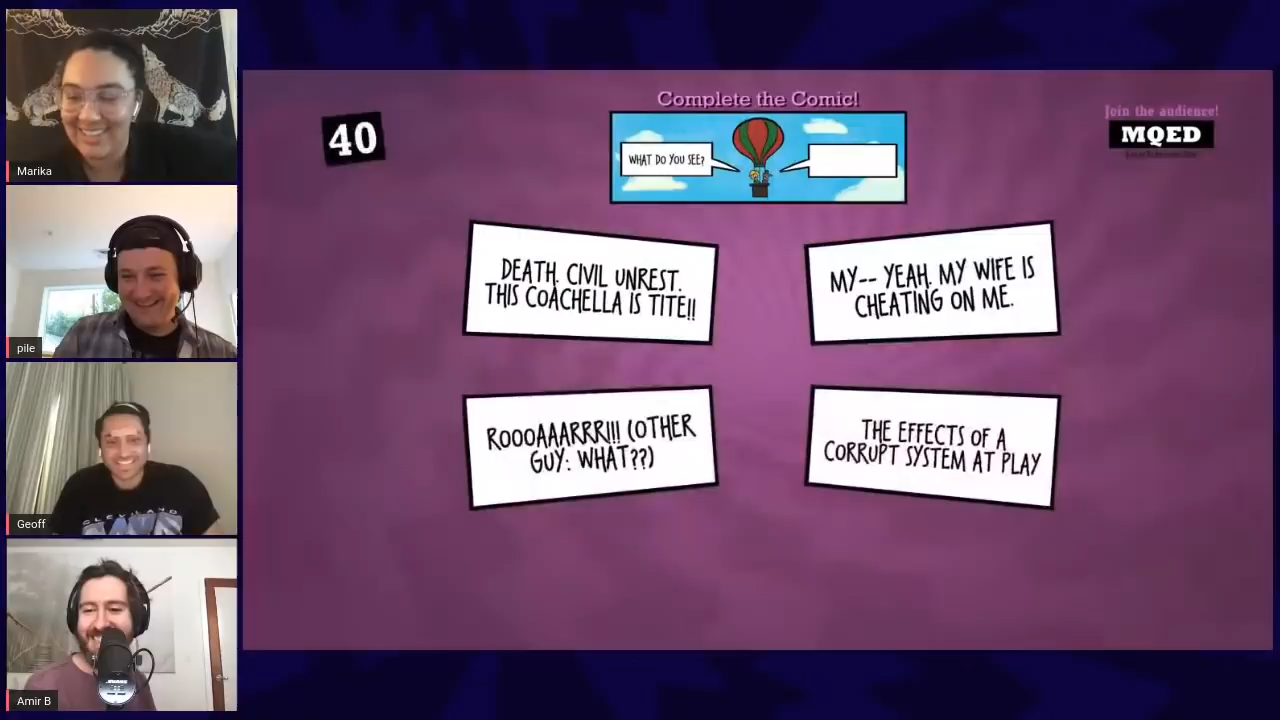 Marika
pile
Geoff
CLEVELAND
Amir B
40
Complete the Comic!
WHAT DO YOU SEE?
Join the audience!
MQED
DEATH. CIVIL UNREST.
THIS COACHELLA IS TITE!!
MY-- YEAH. MY WIFE IS
CHEATING ON ME.
ROOOAAARRR!!! (OTHER
GUY: WHAT??)
THE EFFECTS OF A
CORRUPT SYSTEM AT PLAY